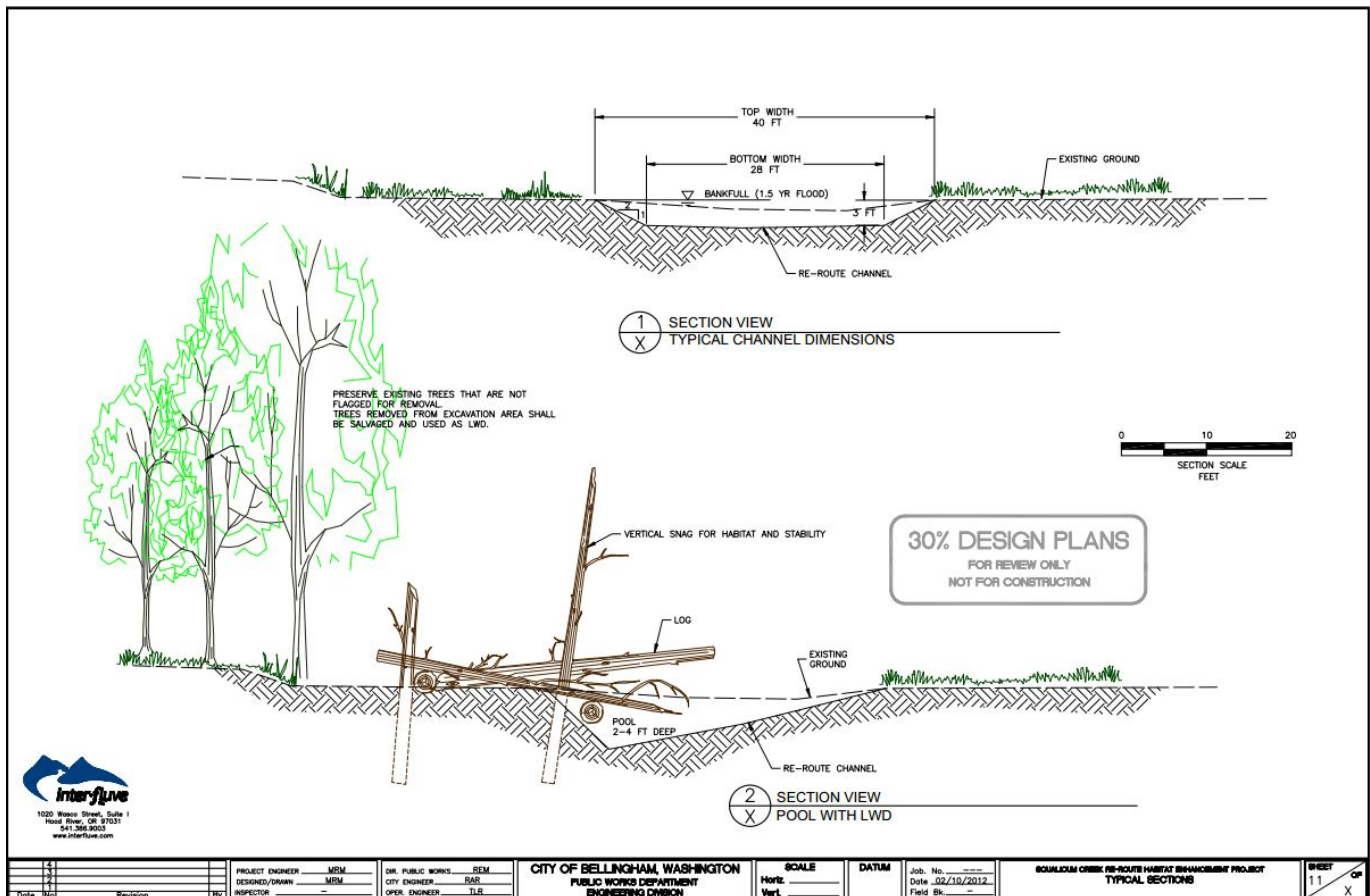 TOP WIDTH
40 FT
BOTTOM WIDTH
28 FT
EXISTING GROUND
BANKFULL (1.5 YR FLOOD)
2
1
3 FT
RE-ROUTE CHANNEL
1
X
SECTION VIEW
TYPICAL CHANNEL DIMENSIONS
PRESERVE EXISTING TREES THAT ARE NOT
FLAGGED FOR REMOVAL.
TREES REMOVED FROM EXCAVATION AREA SHALL
BE SALVAGED AND USED AS LWD.
0 10 20
SECTION SCALE
FEET
VERTICAL SNAG FOR HABITAT AND STABILITY
30% DESIGN PLANS
FOR REVIEW ONLY
NOT FOR CONSTRUCTION
LOG
EXISTING
GROUND
POOL
2-4 FT DEEP
RE-ROUTE CHANNEL
2
X
SECTION VIEW
POOL WITH LWD
inter-fluve
1020 Wasco Street, Suite I
Hood River, OR 97031
541.386.9003
www.interfluve.com
4
3
2
1
Date No. Revision By
PROJECT ENGINEER MRM
DESIGNED/DRAWN MRM
INSPECTOR -
DIR. PUBLIC WORKS REM
CITY ENGINEER RAR
OPER. ENGINEER TLR
CITY OF BELLINGHAM, WASHINGTON
PUBLIC WORKS DEPARTMENT
ENGINEERING DIVISION
SCALE
Horiz.
Vert.
DATUM
Job. No. ---
Date 02/10/2012
Field Bk. -
SQUALICUM CREEK RE-ROUTE HABITAT ENHANCEMENT PROJECT
TYPICAL SECTIONS
SHEET
11 OF X